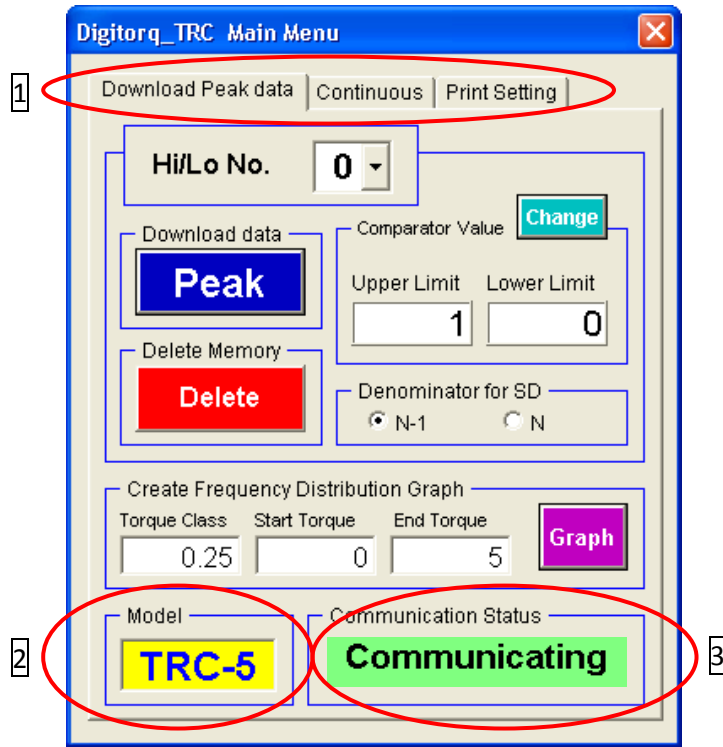 Digitorq_TRC Main Menu
1
Download Peak data Continuous Print Setting
Hi/Lo No. 0
Download data
Peak
Comparator Value Change
Upper Limit Lower Limit
1 0
Delete Memory
Delete
Denominator for SD
N-1 N
Create Frequency Distribution Graph
Torque Class Start Torque End Torque
0.25 0 5
Graph
2
Model
TRC-5
Communication Status
Communicating
3